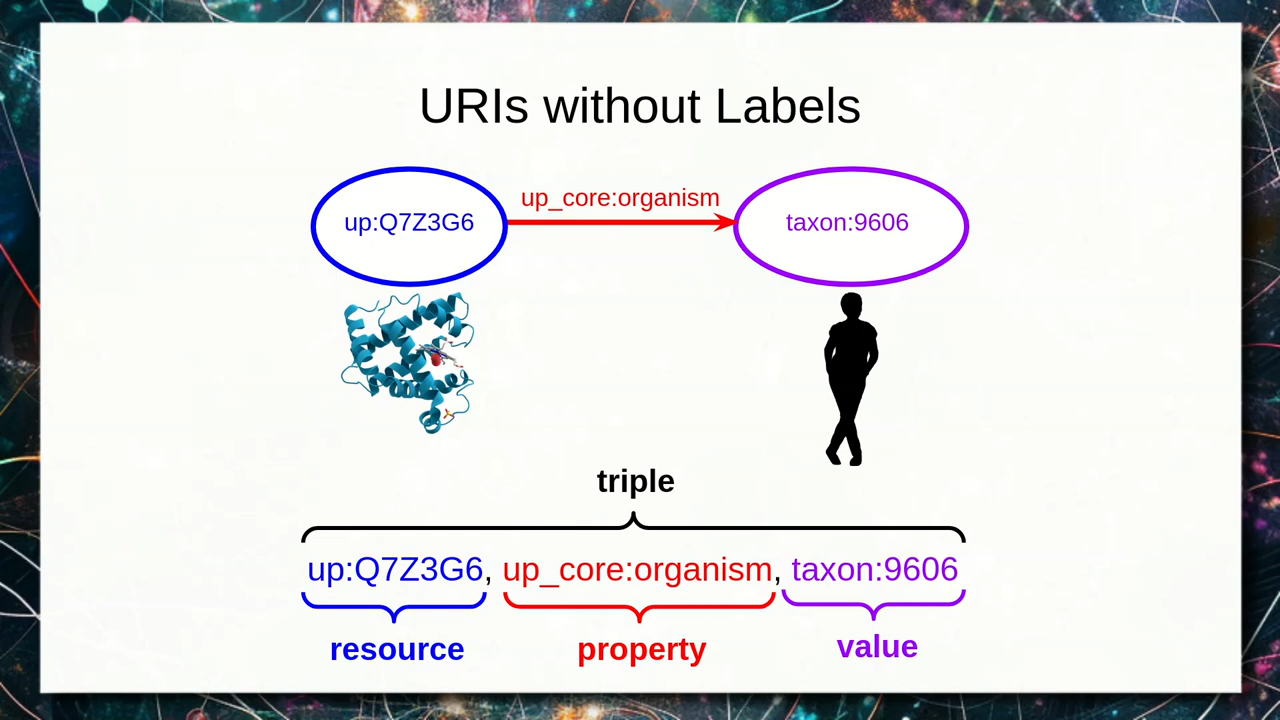 URIs without Labels
up_core:organism
up:Q7Z3G6
taxon:9606
triple
up:Q7Z3G6, up_core:organism, taxon:9606
resource
property
value